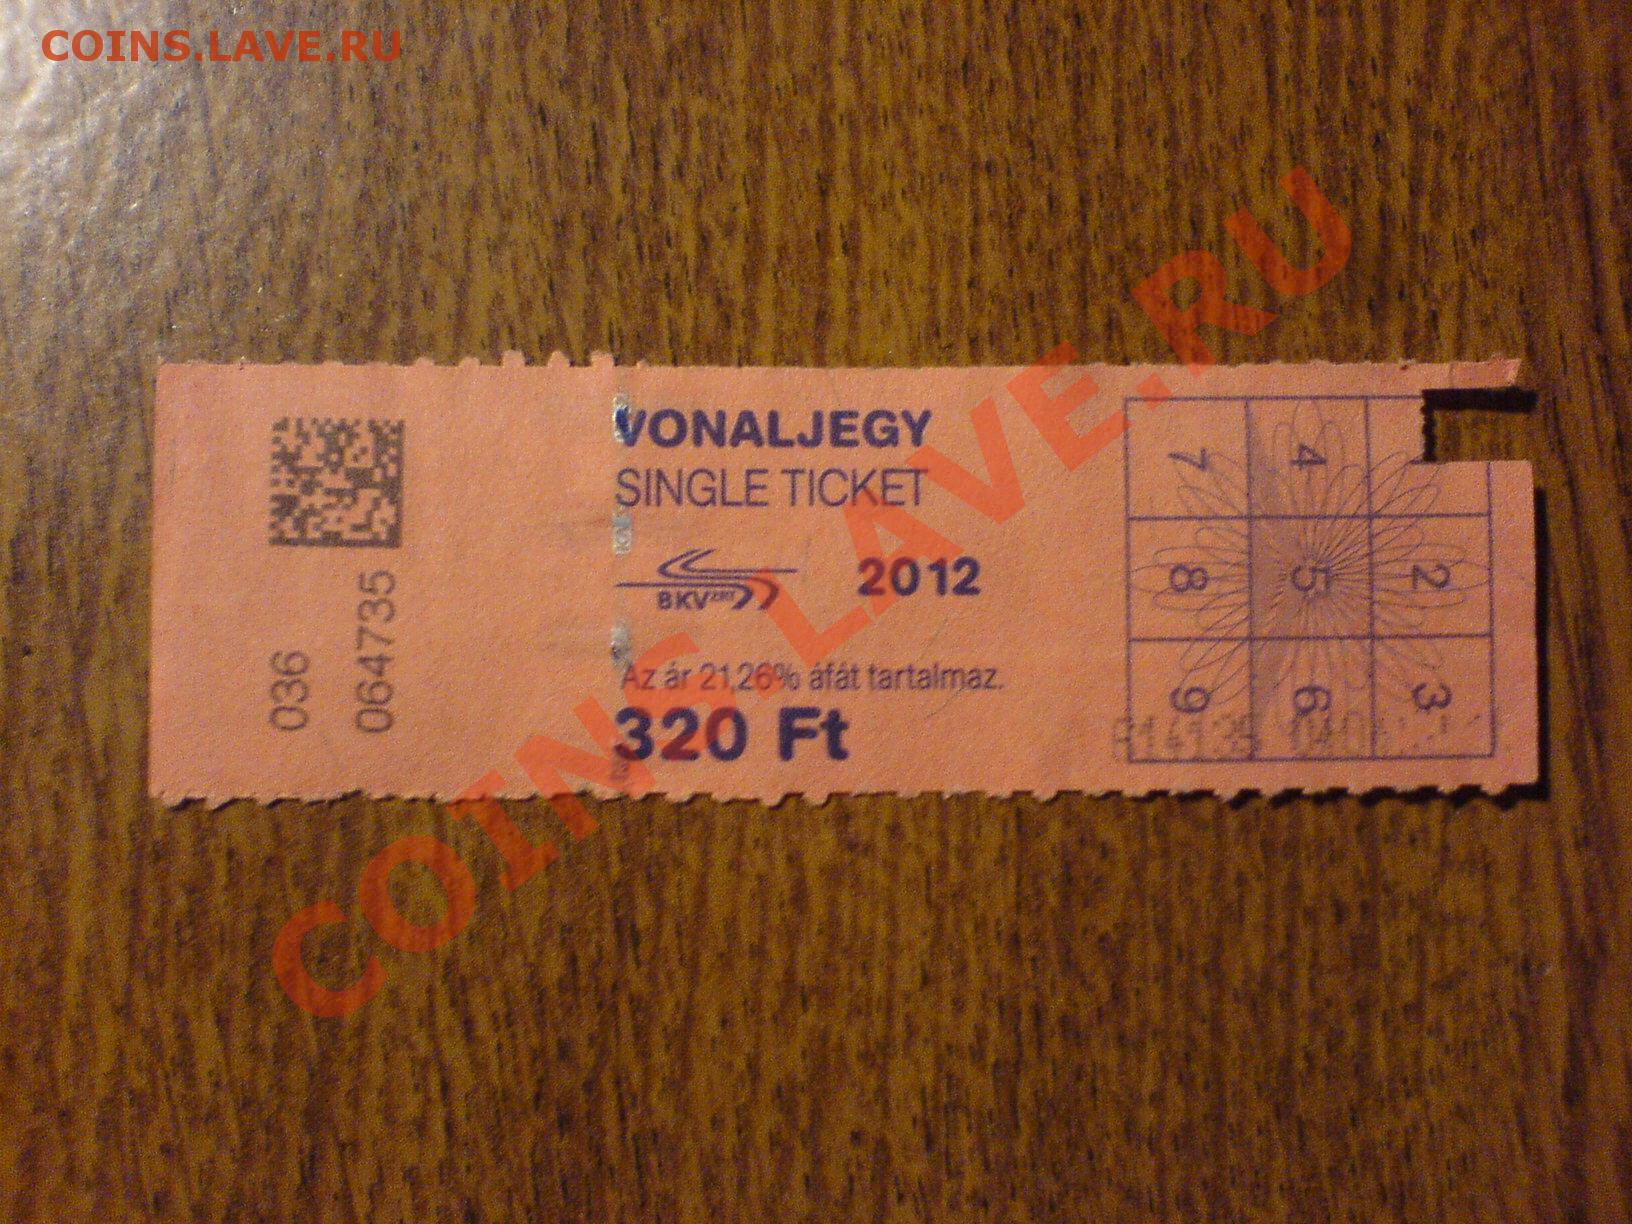 COINS.LAVE.RU
VONALJEGY
SINGLE TICKET
BKV ZRT
2012
Az ár 21,26% áfát tartalmaz.
320 Ft
036
064735
7 4
8 5 2
9 6 3
COINS.LAVE.RU